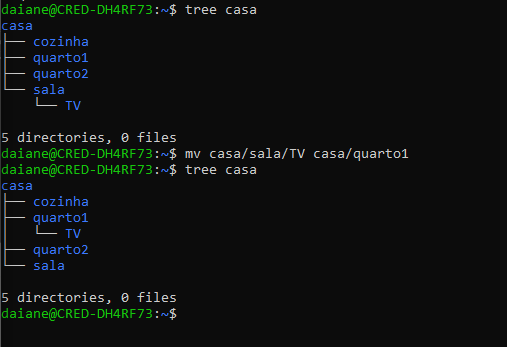 daiane@CRED-DH4RF73:~$ tree casa
casa
├── cozinha
├── quarto1
├── quarto2
└── sala
    └── TV

5 directories, 0 files
daiane@CRED-DH4RF73:~$ mv casa/sala/TV casa/quarto1
daiane@CRED-DH4RF73:~$ tree casa
casa
├── cozinha
├── quarto1
│   └── TV
├── quarto2
└── sala

5 directories, 0 files
daiane@CRED-DH4RF73:~$